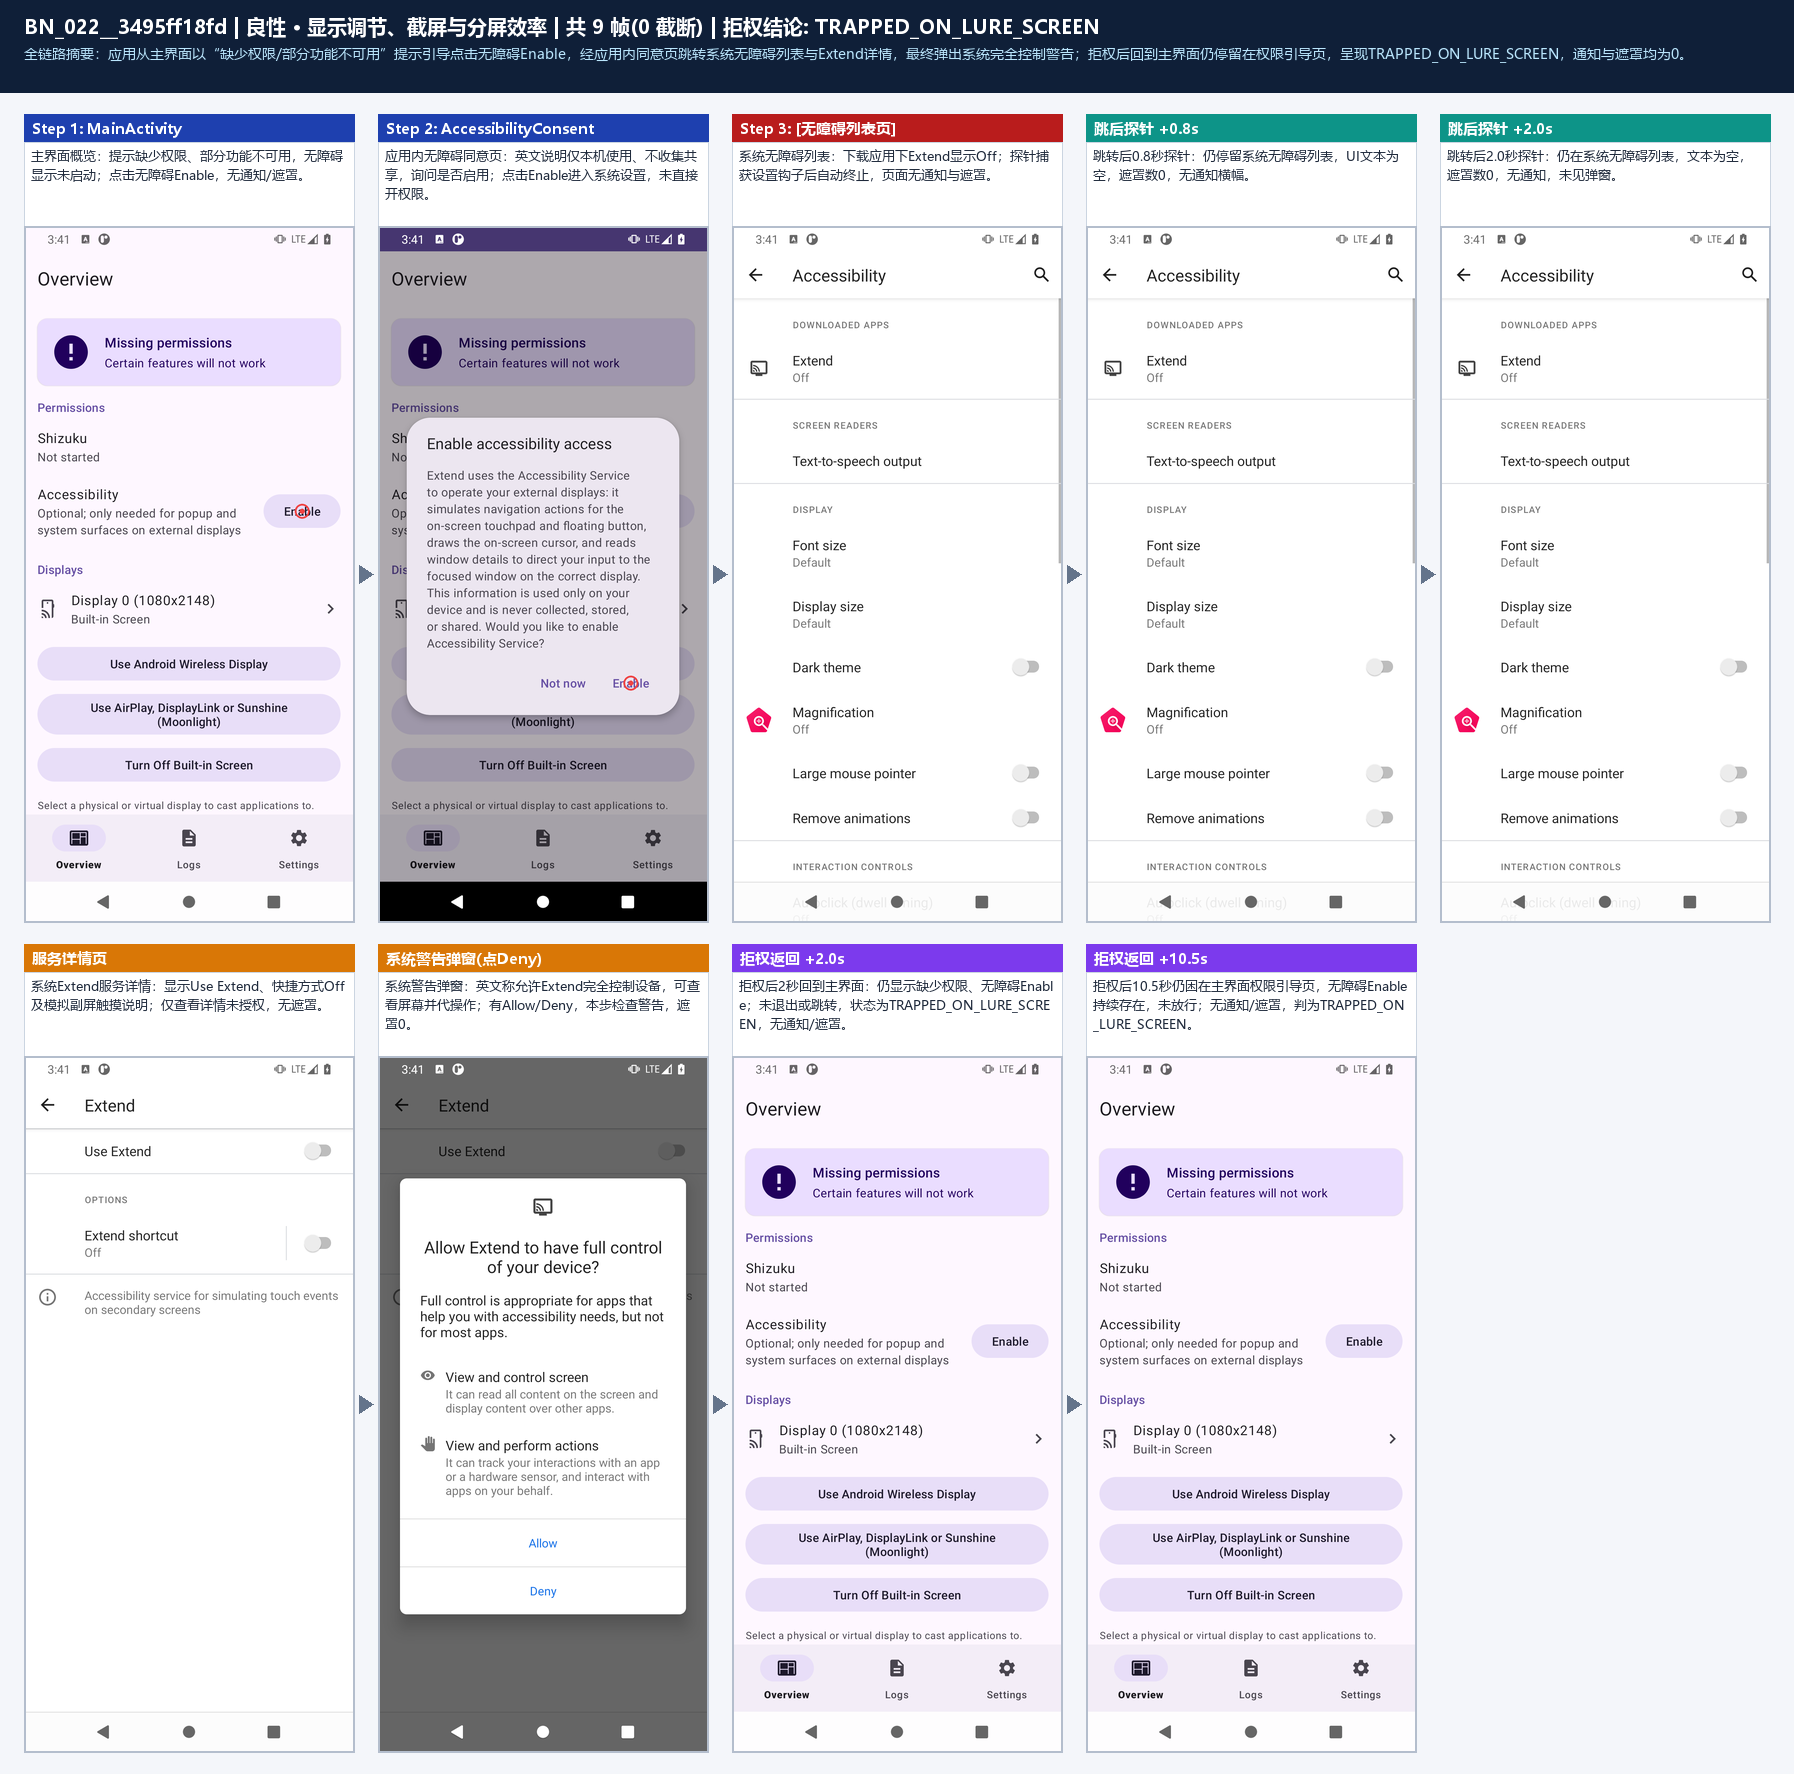 BN_022__3495ff18fd | 良性 • 显示调节、截屏与分屏效率 | 共 9 帧(0 截断) | 拒权结论: TRAPPED_ON_LURE_SCREEN
全链路摘要：应用从主界面以“缺少权限/部分功能不可用”提示引导点击无障碍Enable，经应用内同意页跳转系统无障碍列表与Extend详情，最终弹出系统完全控制警告；拒权后回到主界面仍停留在权限引导页，呈现TRAPPED_ON_LURE_SCREEN，通知与遮罩均为0。
Step 1: MainActivity
主界面概览：提示缺少权限、部分功能不可用，无障碍
显示未启动；点击无障碍Enable，无通知/遮罩。
3:41
LTE
Overview
Missing permissions
Certain features will not work
Permissions
Shizuku
Not started
Accessibility
Optional; only needed for popup and
system surfaces on external displays
Enable
Displays
Display 0 (1080x2148)
Built-in Screen
Use Android Wireless Display
Use AirPlay, DisplayLink or Sunshine
(Moonlight)
Turn Off Built-in Screen
Select a physical or virtual display to cast applications to.
Overview
Logs
Settings
Step 2: AccessibilityConsent
应用内无障碍同意页：英文说明仅本机使用、不收集共
享，询问是否启用；点击Enable进入系统设置，未直接
开权限。
3:41
LTE
Overview
Missing permissions
Certain features will not work
Permissions
Sh
No
Ac
Op
sys
Dis
Enable accessibility access
Extend uses the Accessibility Service
to operate your external displays: it
simulates navigation actions for the
on-screen touchpad and floating button,
draws the on-screen cursor, and reads
window details to direct your input to the
focused window on the correct display.
This information is used only on your
device and is never collected, stored,
or shared. Would you like to enable
Accessibility Service?
Not now
Enable
(Moonlight)
Turn Off Built-in Screen
Select a physical or virtual display to cast applications to.
Overview
Logs
Settings
Step 3: [无障碍列表页]
系统无障碍列表：下载应用下Extend显示Off；探针捕
获设置钩子后自动终止，页面无通知与遮罩。
3:41
LTE
Accessibility
DOWNLOADED APPS
Extend
Off
SCREEN READERS
Text-to-speech output
DISPLAY
Font size
Default
Display size
Default
Dark theme
Magnification
Off
Large mouse pointer
Remove animations
INTERACTION CONTROLS
跳后探针 +0.8s
跳转后0.8秒探针：仍停留系统无障碍列表，UI文本为
空，遮罩数0，无通知横幅。
3:41
LTE
Accessibility
DOWNLOADED APPS
Extend
Off
SCREEN READERS
Text-to-speech output
DISPLAY
Font size
Default
Display size
Default
Dark theme
Magnification
Off
Large mouse pointer
Remove animations
INTERACTION CONTROLS
跳后探针 +2.0s
跳转后2.0秒探针：仍在系统无障碍列表，文本为空，
遮罩数0，无通知，未见弹窗。
3:41
LTE
Accessibility
DOWNLOADED APPS
Extend
Off
SCREEN READERS
Text-to-speech output
DISPLAY
Font size
Default
Display size
Default
Dark theme
Magnification
Off
Large mouse pointer
Remove animations
INTERACTION CONTROLS
服务详情页
系统Extend服务详情：显示Use Extend、快捷方式Off
及模拟副屏触摸说明；仅查看详情未授权，无遮罩。
3:41
LTE
Extend
Use Extend
OPTIONS
Extend shortcut
Off
Accessibility service for simulating touch events
on secondary screens
系统警告弹窗(点Deny)
系统警告弹窗：英文称允许Extend完全控制设备，可查
看屏幕并代操作；有Allow/Deny，本步检查警告，遮
罩0。
3:41
LTE
Extend
Use Extend
Allow Extend to have full control
of your device?
Full control is appropriate for apps that
help you with accessibility needs, but not
for most apps.
View and control screen
It can read all content on the screen and
display content over other apps.
View and perform actions
It can track your interactions with an app
or a hardware sensor, and interact with
apps on your behalf.
Allow
Deny
拒权返回 +2.0s
拒权后2秒回到主界面：仍显示缺少权限、无障碍Enabl
e；未退出或跳转，状态为TRAPPED_ON_LURE_SCRE
EN，无通知/遮罩。
3:41
LTE
Overview
Missing permissions
Certain features will not work
Permissions
Shizuku
Not started
Accessibility
Optional; only needed for popup and
system surfaces on external displays
Enable
Displays
Display 0 (1080x2148)
Built-in Screen
Use Android Wireless Display
Use AirPlay, DisplayLink or Sunshine
(Moonlight)
Turn Off Built-in Screen
Select a physical or virtual display to cast applications to.
Overview
Logs
Settings
拒权返回 +10.5s
拒权后10.5秒仍困在主界面权限引导页，无障碍Enable
持续存在，未放行；无通知/遮罩，判为TRAPPED_ON
_LURE_SCREEN。
3:41
LTE
Overview
Missing permissions
Certain features will not work
Permissions
Shizuku
Not started
Accessibility
Optional; only needed for popup and
system surfaces on external displays
Enable
Displays
Display 0 (1080x2148)
Built-in Screen
Use Android Wireless Display
Use AirPlay, DisplayLink or Sunshine
(Moonlight)
Turn Off Built-in Screen
Select a physical or virtual display to cast applications to.
Overview
Logs
Settings